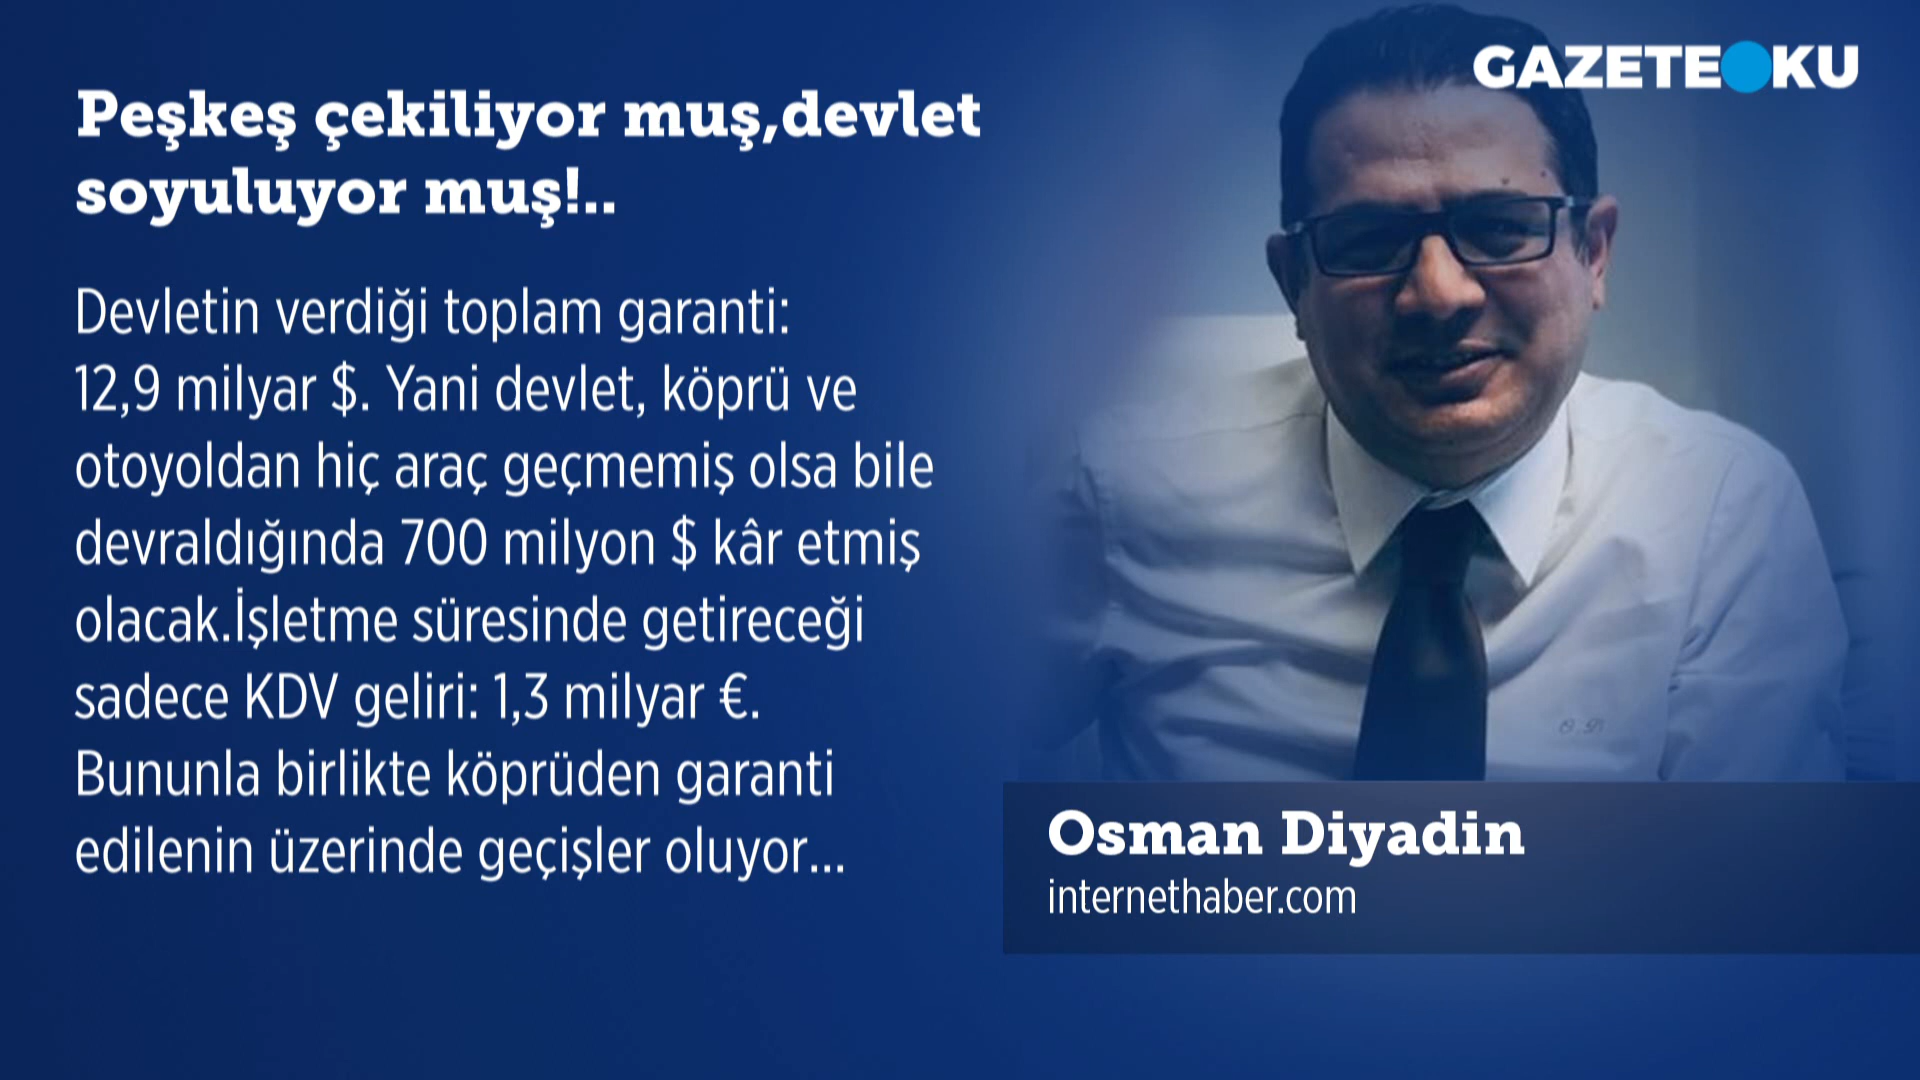 GAZETE KU
Peşkeş çekiliyor muş,devlet
soyuluyor muş!..
Devletin verdiği toplam garanti:
12,9 milyar $. Yani devlet, köprü ve
otoyoldan hiç araç geçmemiş olsa bile
devraldığında 700 milyon $ kâr etmiş
olacak.İşletme süresinde getireceği
sadece KDV geliri: 1,3 milyar €.
Bununla birlikte köprüden garanti
edilenin üzerinde geçişler oluyor...
O.D
Osman Diyadin
internethaber.com